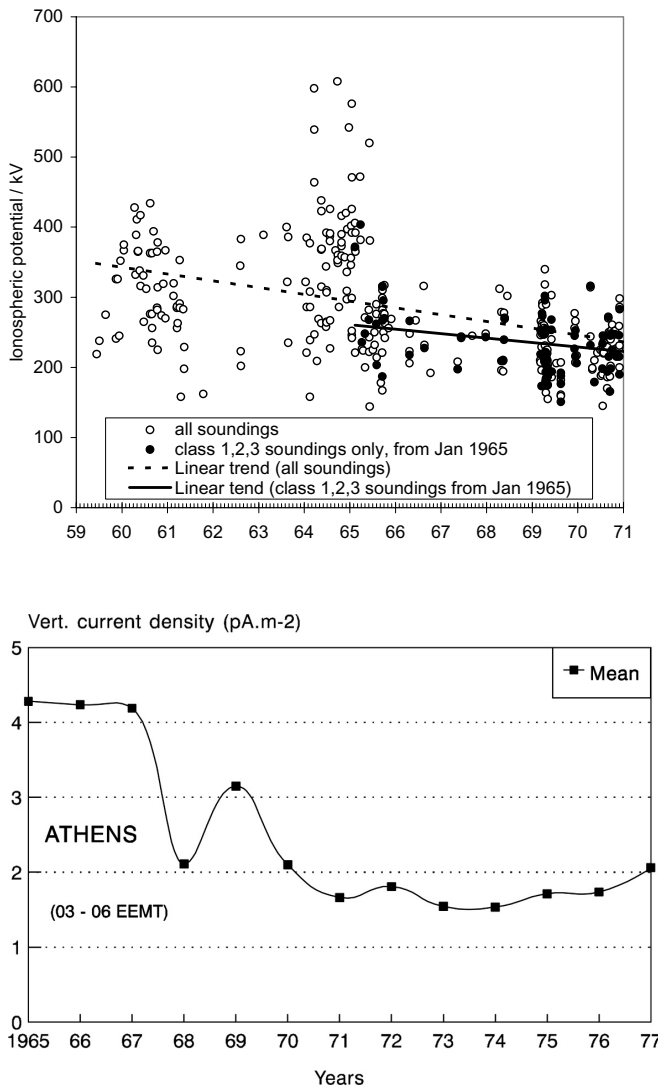 700
600
500
400
300
200
100
0
Ionospheric potential / kV
all soundings
class 1,2,3 soundings only, from Jan 1965
Linear trend (all soundings)
Linear tend (class 1,2,3 soundings from Jan 1965)
59 60 61 62 63 64 65 66 67 68 69 70 71
Vert. current density (pA.m-2)
5
Mean
4
3
ATHENS
2
(03 - 06 EEMT)
1
0
1965 66 67 68 69 70 71 72 73 74 75 76 77
Years